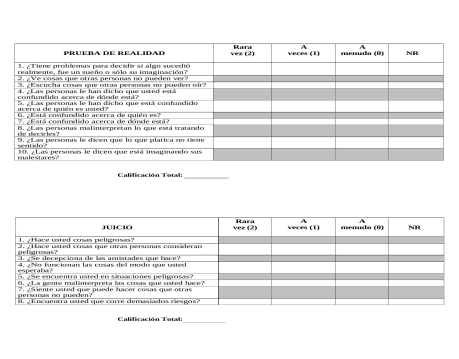 PRUEBA DE REALIDAD
Rara
vez (2)
A
veces (1)
A
menudo (0)
NR
1. ¿Tiene problemas para decidir si algo sucedió
realmente, fue un sueño o sólo su imaginación?
2. ¿Ve cosas que otras personas no pueden ver?
3. ¿Escucha cosas que otras personas no pueden oir?
4. ¿Las personas le han dicho que usted está
confundido acerca de dónde está?
5. ¿Las personas le han dicho que está confundido
acerca de quién es usted?
6. ¿Está confundido acerca de quién es?
7. ¿Está confundido acerca de dónde está?
8. ¿Las personas malinterpretan lo que está tratando
de decirles?
9. ¿Las personas le dicen que lo que platica no tiene
sentido?
10. ¿Las personas le dicen que está imaginando sus
malestares?
Calificación Total: ____________
JUICIO
Rara
vez (2)
A
veces (1)
A
menudo (0)
NR
1. ¿Hace usted cosas peligrosas?
2. ¿Hace usted cosas que otras personas consideran
peligrosas?
3. ¿Se decepciona de las amistades que hace?
4. ¿No funcionan las cosas del modo que usted
esperaba?
5. ¿Se encuentra usted en situaciones peligrosas?
6. ¿La gente malinterpreta las cosas que usted hace?
7. ¿Siente usted que puede hacer cosas que otras
personas no pueden?
8. ¿Encuentra usted que corre demasiados riesgos?
Calificación Total:____________